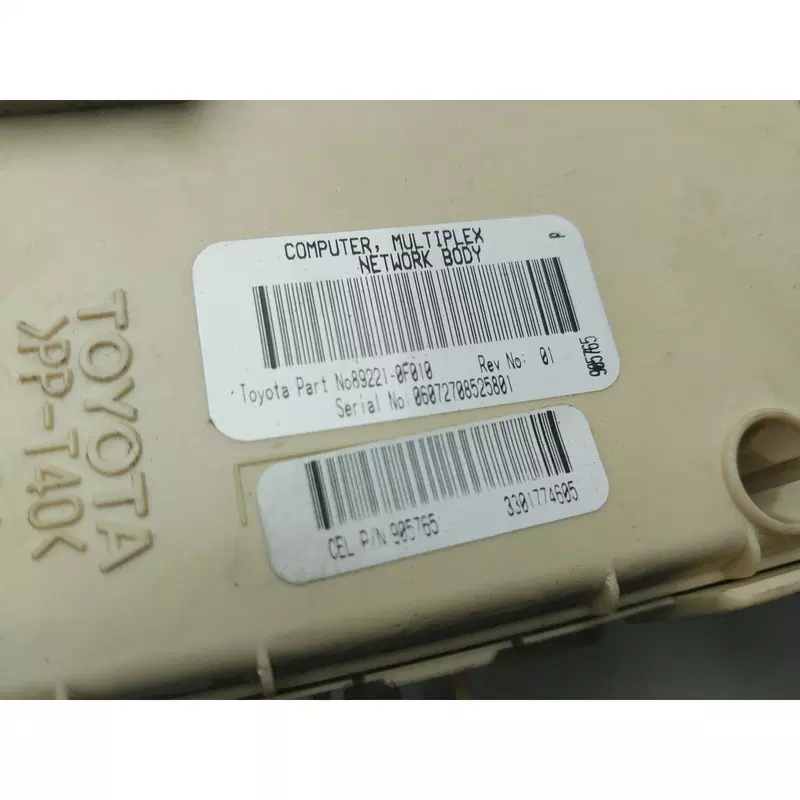 COMPUTER, MULTIPLEX
NETWORK BODY
P
Toyota Part No89221-0F010 Rev No: 01
Serial No:06072708525801
905765
CEL P/N 905765 3301774605
TOYOTA
>PP-T40<